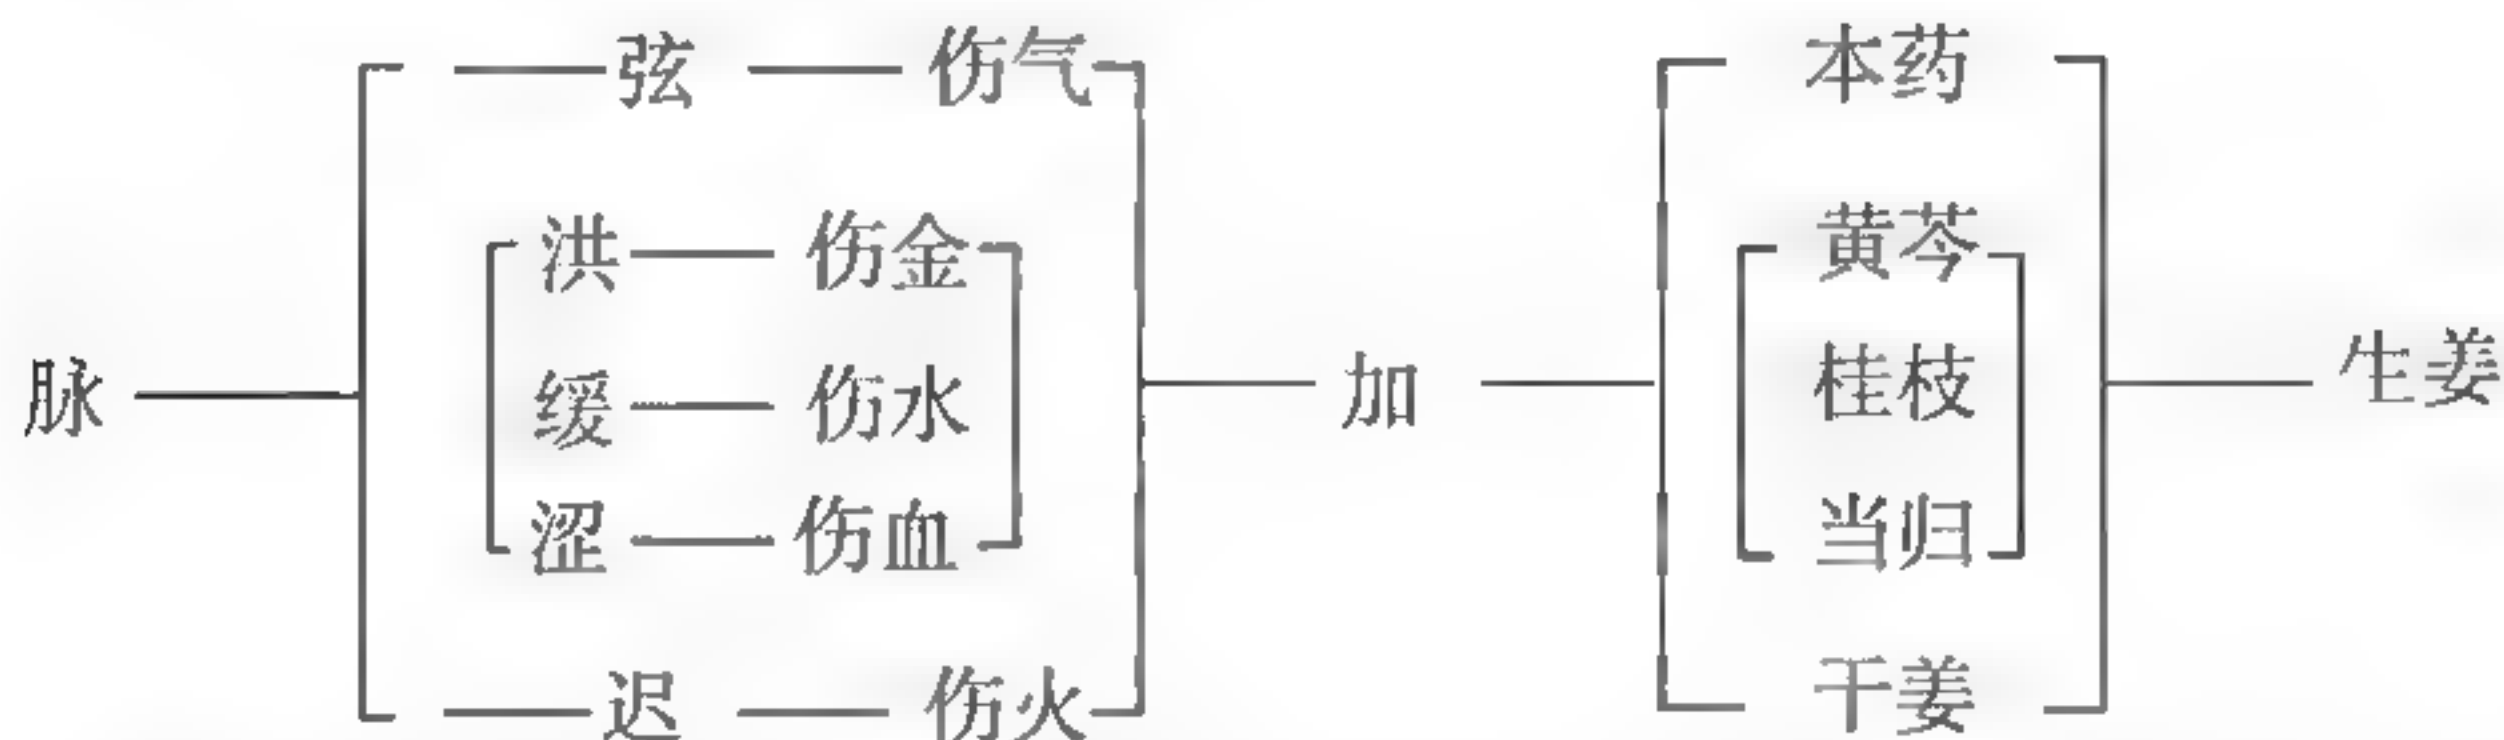 弦 伤气 本药
洪 伤金 黄芩
脉 缓 伤水 加 桂枝 生姜
涩 伤血 当归
迟 伤火 干姜